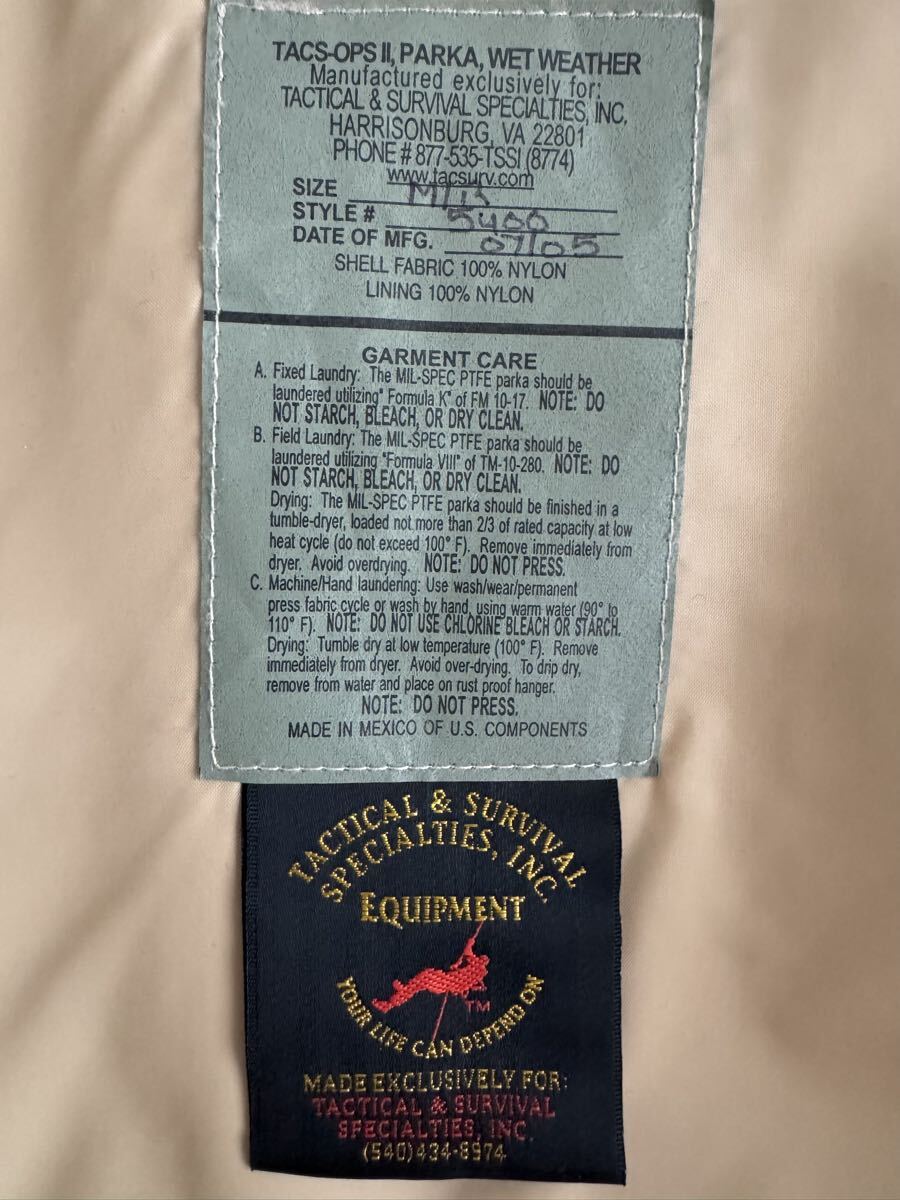 TACS-OPS II, PARKA, WET WEATHER
Manufactured exclusively for:
TACTICAL & SURVIVAL SPECIALTIES, INC.
HARRISONBURG, VA 22801
PHONE # 877-535-TSSI (8774)
www.tacsurv.com
SIZE M/R
STYLE # 5400
DATE OF MFG. 07/05
SHELL FABRIC 100% NYLON
LINING 100% NYLON
GARMENT CARE
A. Fixed Laundry: The MIL-SPEC PTFE parka should be
laundered utilizing" Formula K" of FM 10-17. NOTE: DO
NOT STARCH, BLEACH, OR DRY CLEAN.
B. Field Laundry: The MIL-SPEC PTFE parka should be
laundered utilizing "Formula VIII" of TM-10-280. NOTE: DO
NOT STARCH, BLEACH, OR DRY CLEAN.
Drying: The MIL-SPEC PTFE parka should be finished in a
tumble-dryer, loaded not more than 2/3 of rated capacity at low
heat cycle (do not exceed 100° F). Remove immediately from
dryer. Avoid overdrying. NOTE: DO NOT PRESS.
C. Machine/Hand laundering: Use wash/wear/permanent
press fabric cycle or wash by hand, using warm water (90° to
110° F). NOTE: DO NOT USE CHLORINE BLEACH OR STARCH.
Drying: Tumble dry at low temperature (100° F). Remove
immediately from dryer. Avoid over-drying. To drip dry,
remove from water and place on rust proof hanger.
NOTE: DO NOT PRESS.
MADE IN MEXICO OF U.S. COMPONENTS
TACTICAL & SURVIVAL
SPECIALTIES, INC.
EQUIPMENT
TM
YOUR LIFE CAN DEPEND ON
MADE EXCLUSIVELY FOR:
TACTICAL & SURVIVAL
SPECIALTIES, INC.
(540) 434-8974